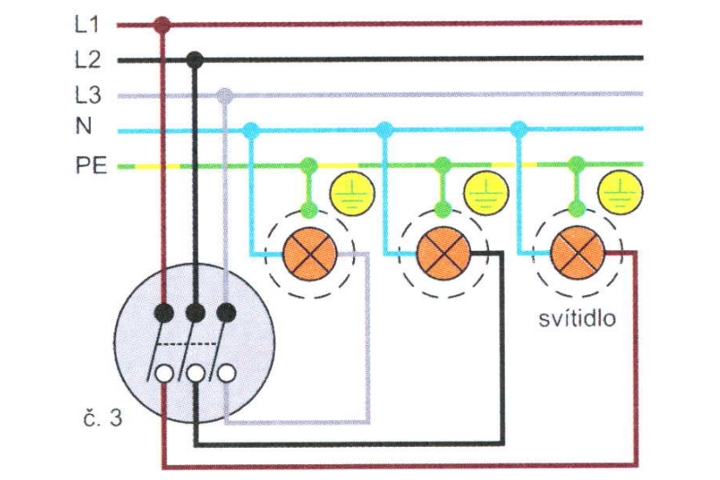 L1
L2
L3
N
PE
svítidlo
č. 3